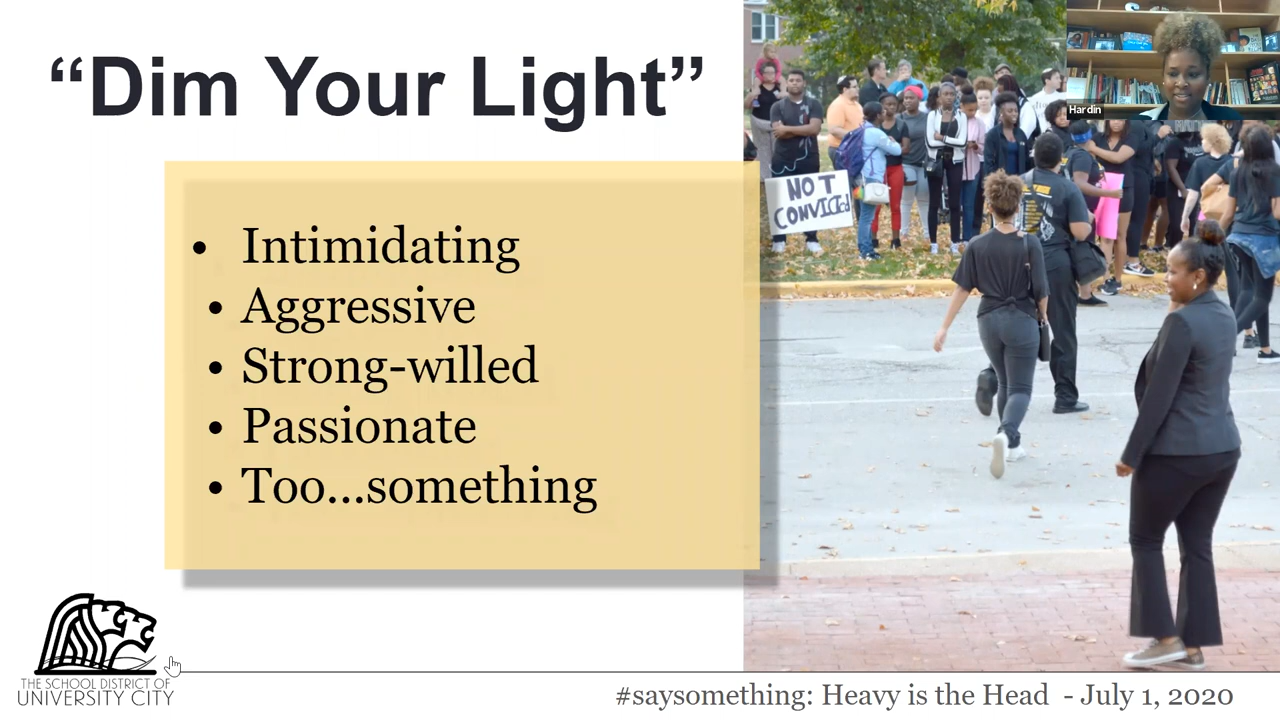 “Dim Your Light”
• Intimidating
• Aggressive
• Strong-willed
• Passionate
• Too...something
NOT
CONVICTEd
Hardin
THE SCHOOL DISTRICT OF
UNIVERSITY CITY
#saysomething: Heavy is the Head - July 1, 2020